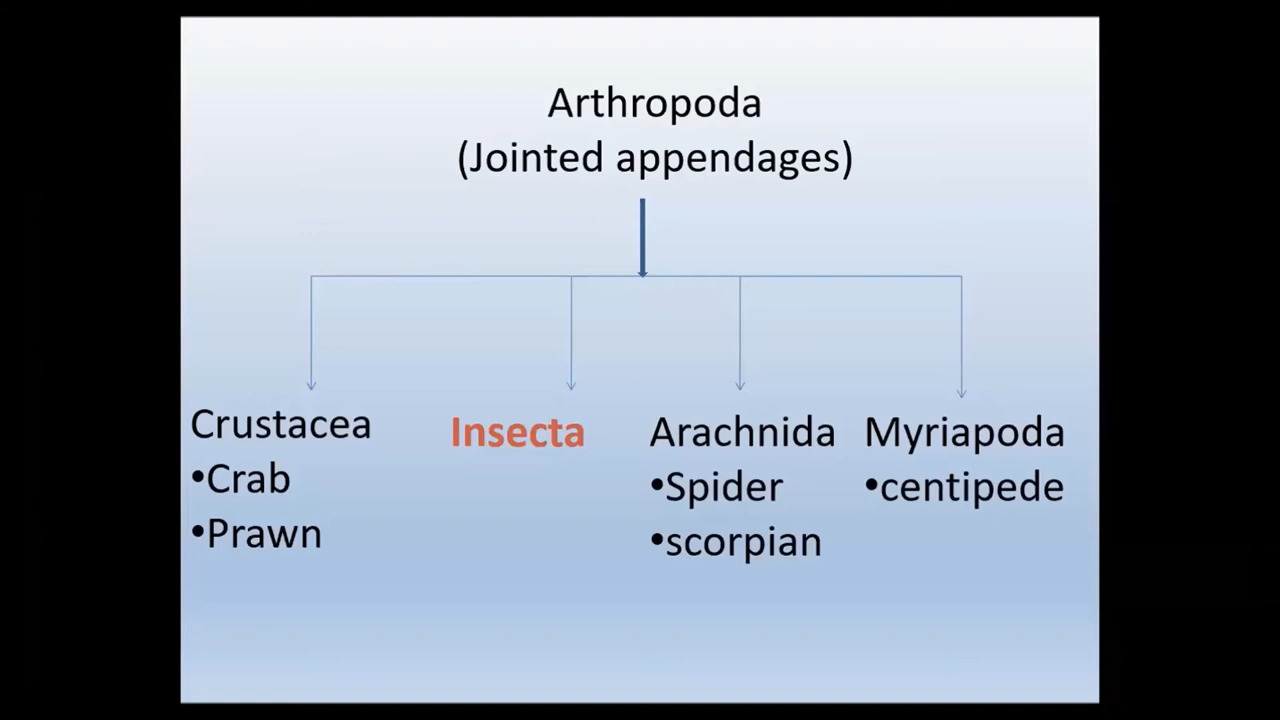 Arthropoda
(Jointed appendages)
Crustacea
•Crab
•Prawn
Insecta
Arachnida
•Spider
•scorpian
Myriapoda
•centipede